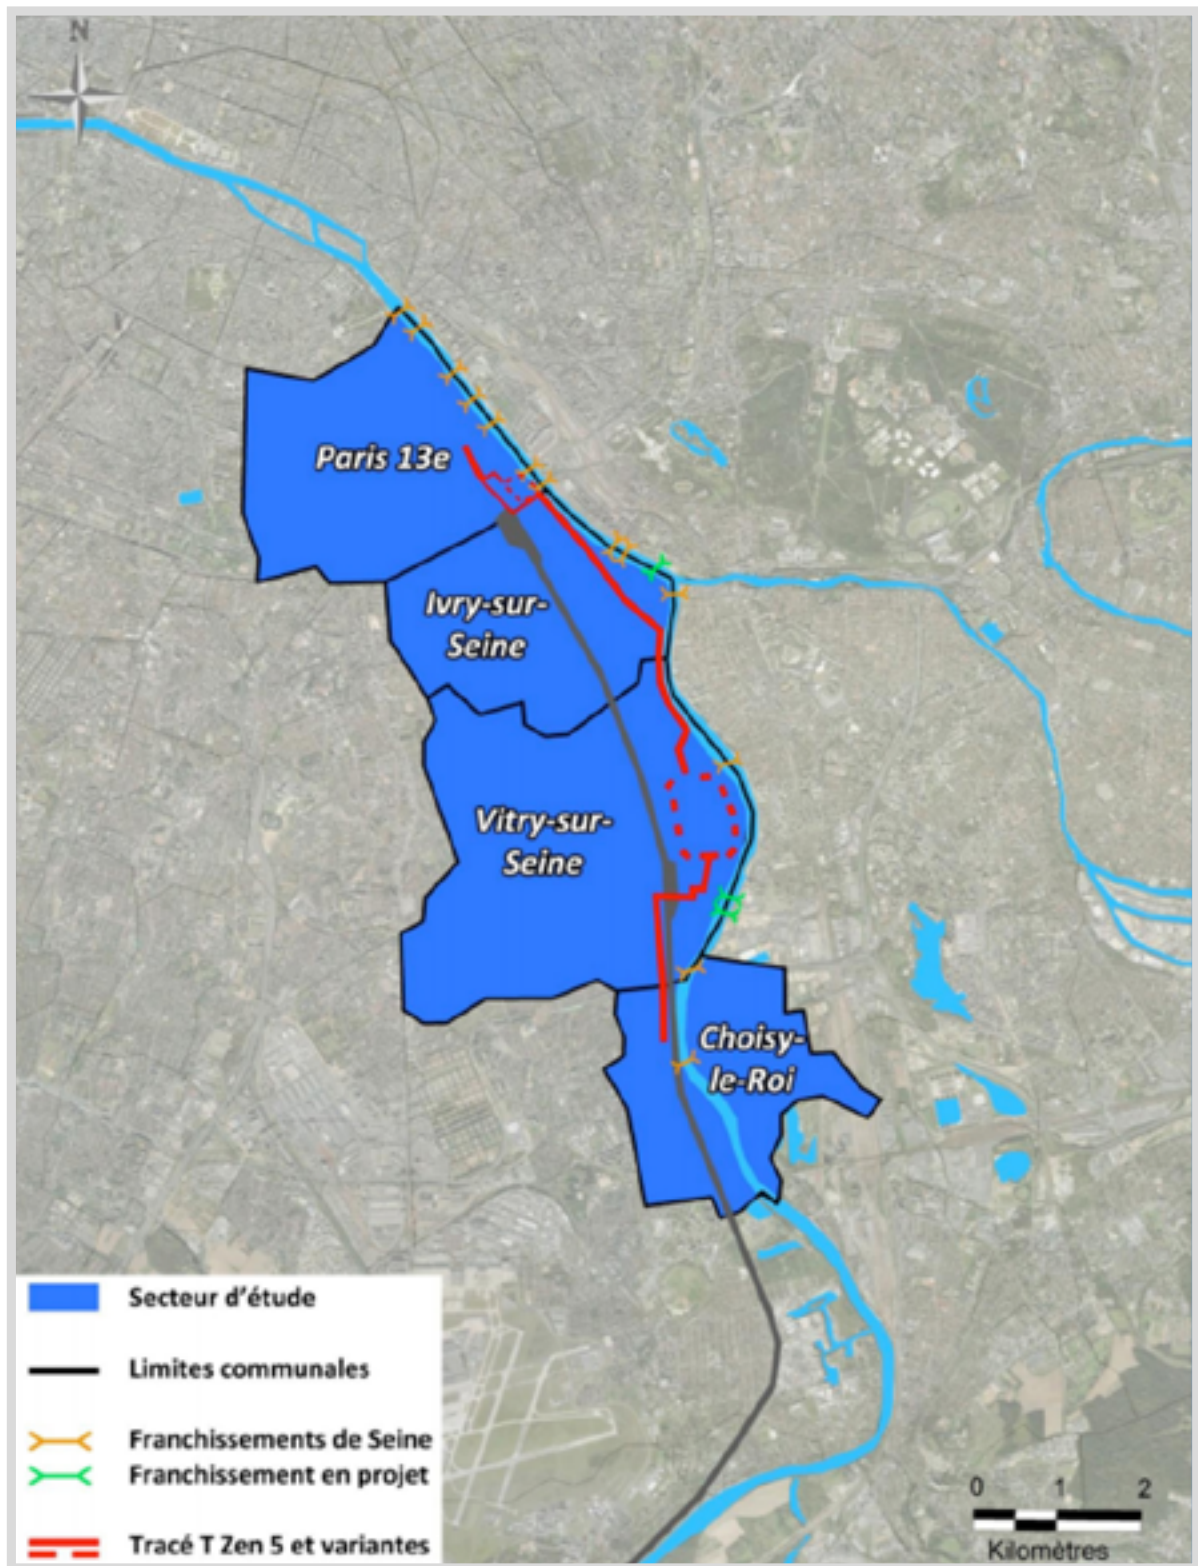 N
Paris 13e
Ivry-sur-
Seine
Vitry-sur-
Seine
Choisy-
le-Roi
Secteur d'étude
Limites communales
Franchissements de Seine
Franchissement en projet
Tracé T Zen 5 et variantes
0 1 2
Kilomètres